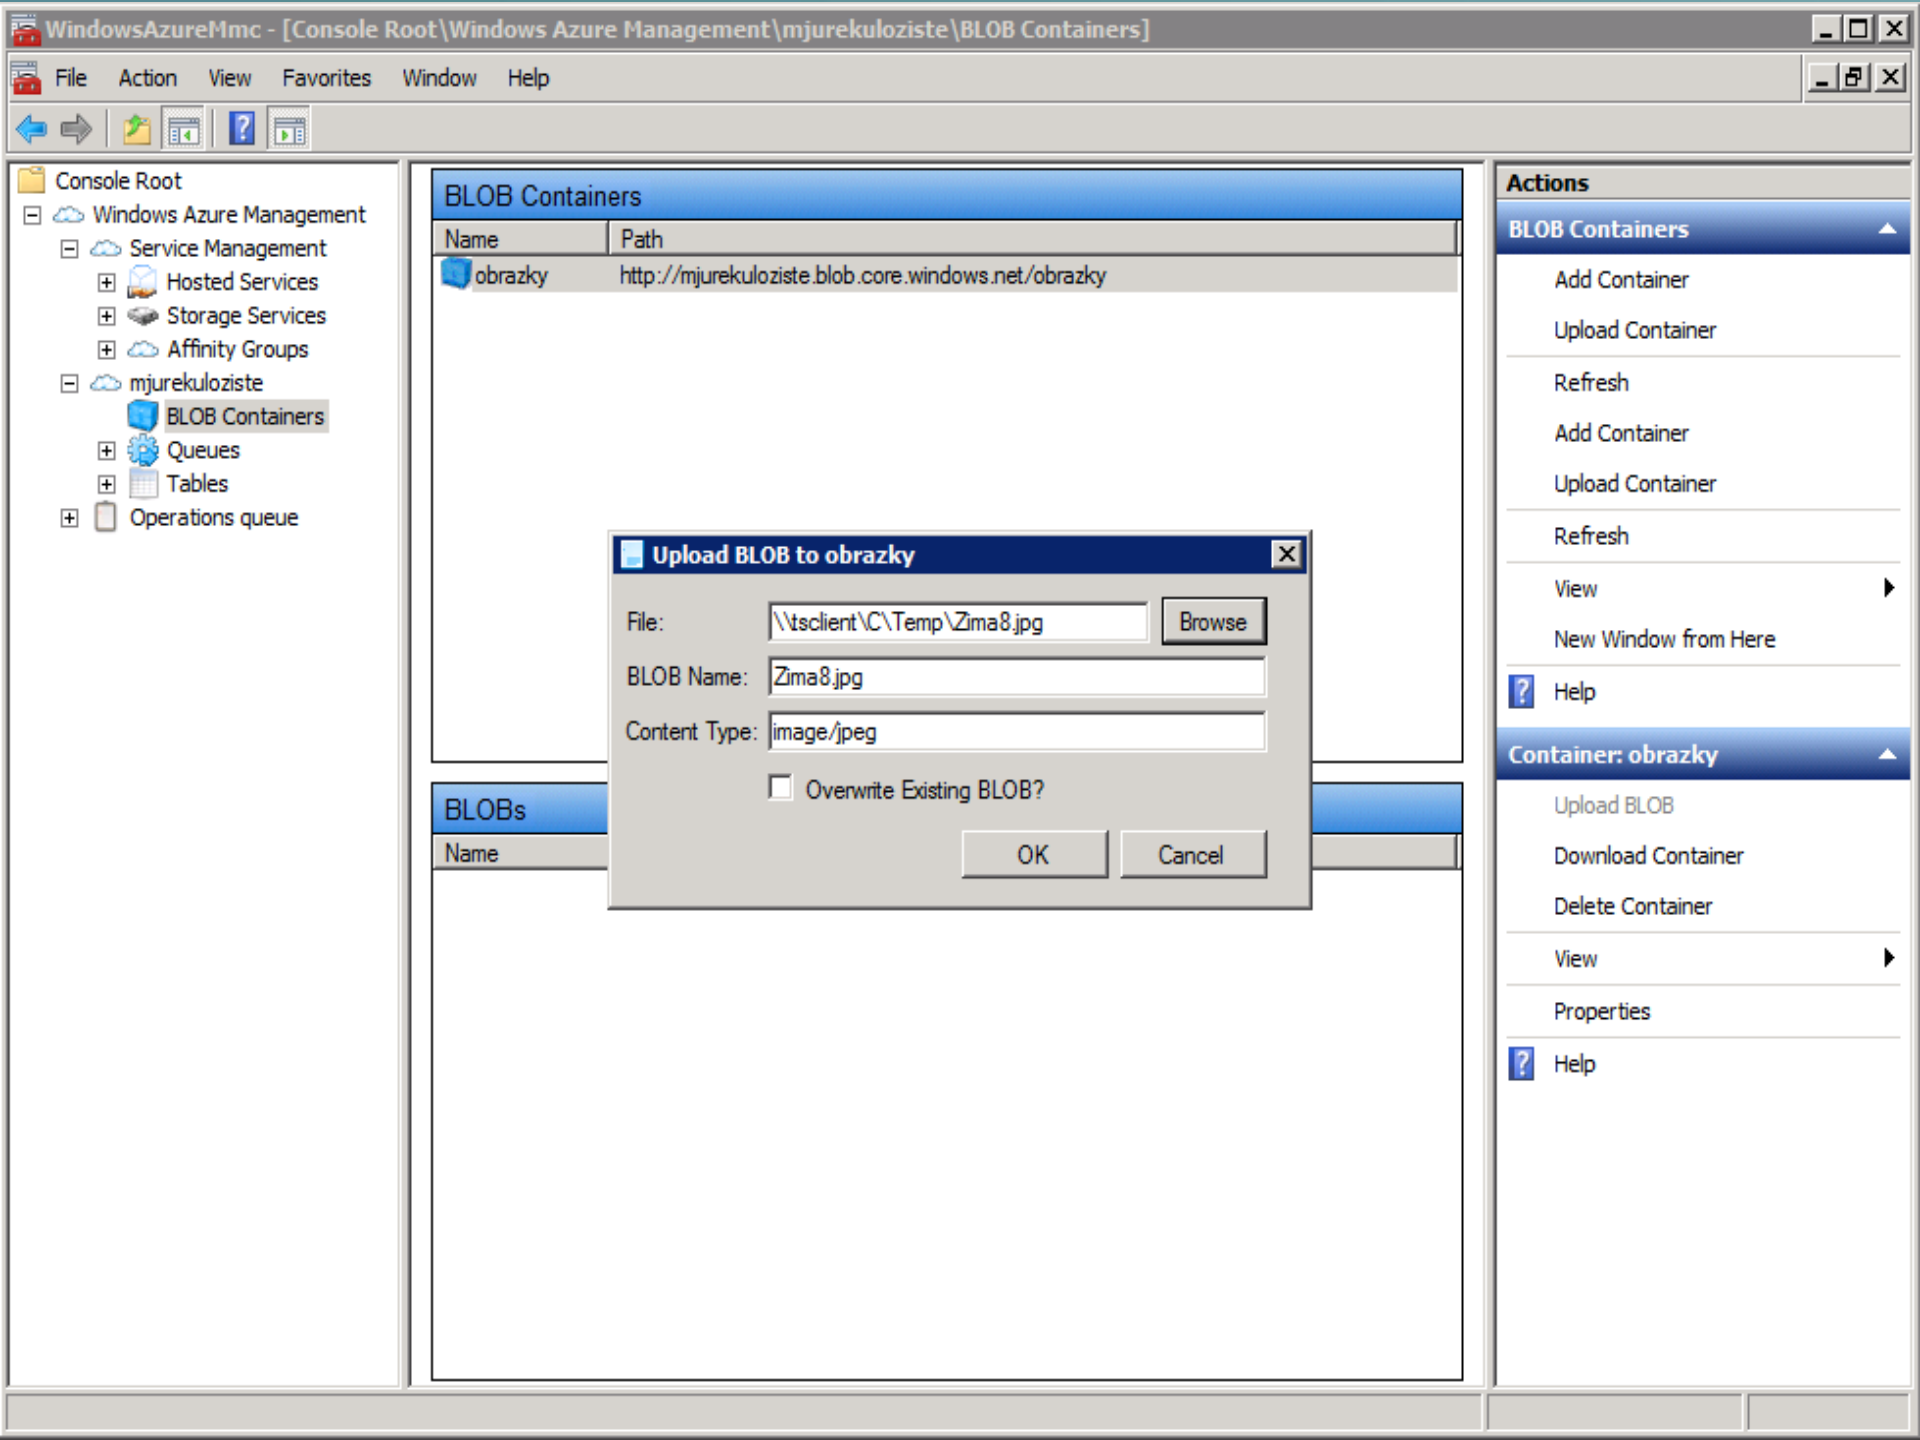 WindowsAzureMmc - [Console Root\Windows Azure Management\mjurekuloziste\BLOB Containers]
File Action View Favorites Window Help
Console Root
Windows Azure Management
Service Management
Hosted Services
Storage Services
Affinity Groups
mjurekuloziste
BLOB Containers
Queues
Tables
Operations queue
BLOB Containers
Name Path
obrazky http://mjurekuloziste.blob.core.windows.net/obrazky
Upload BLOB to obrazky
File: \\tsclient\C\Temp\Zima8.jpg Browse
BLOB Name: Zima8.jpg
Content Type: image/jpeg
Overwrite Existing BLOB?
OK Cancel
BLOBs
Name
Actions
BLOB Containers
Add Container
Upload Container
Refresh
Add Container
Upload Container
Refresh
View
New Window from Here
? Help
Container: obrazky
Upload BLOB
Download Container
Delete Container
View
Properties
? Help